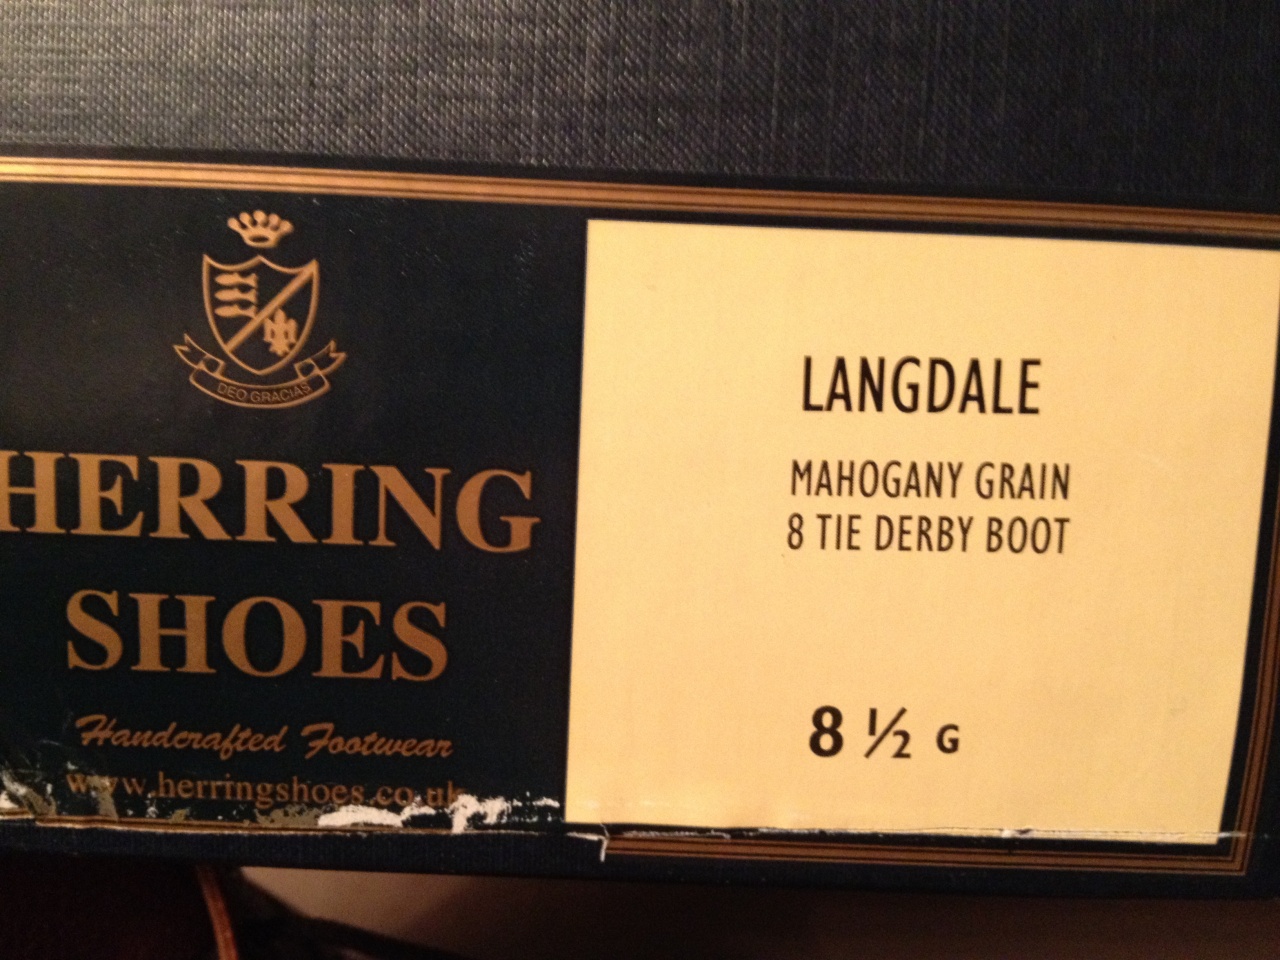 DEO GRACIAS
HERRING
SHOES
Handcrafted Footwear
www.herringshoes.co.uk
LANGDALE
MAHOGANY GRAIN
8 TIE DERBY BOOT
8 ½ G